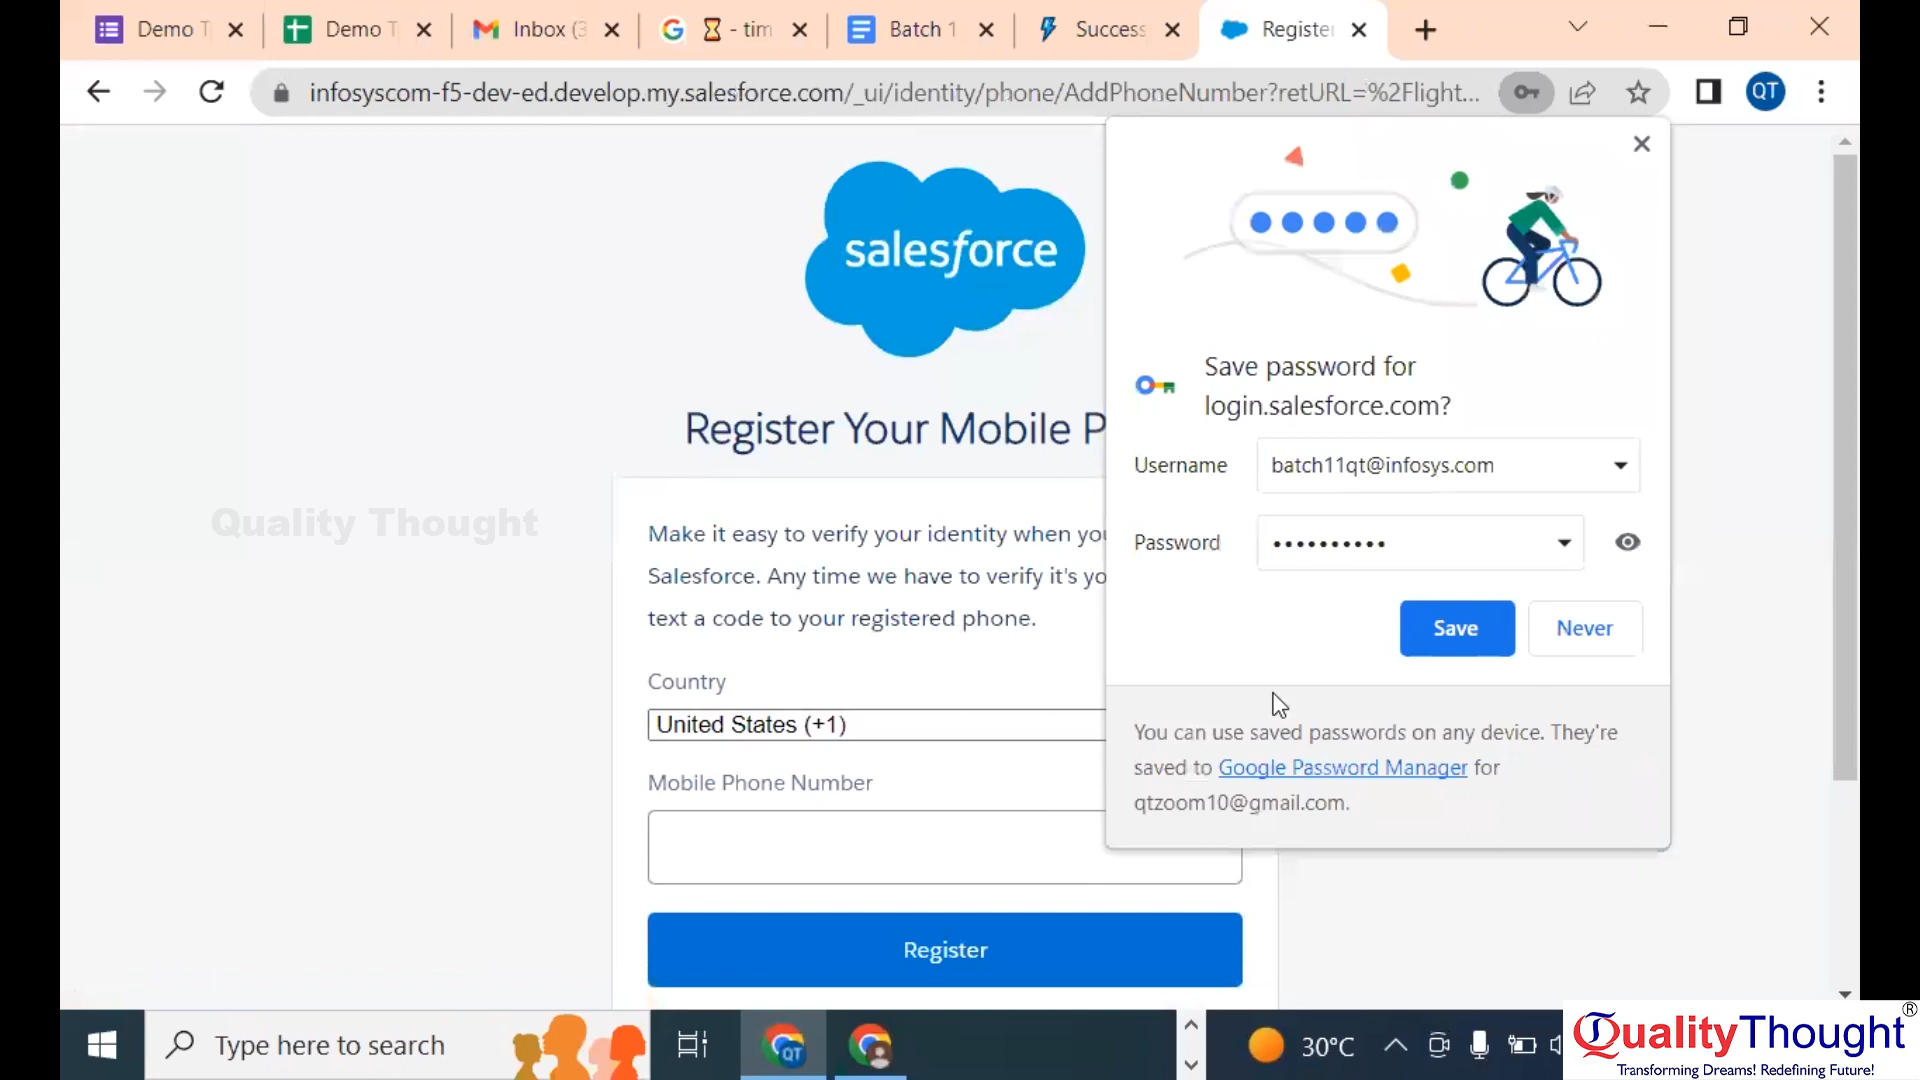 Demo T
Demo T
Inbox (3
- tim
Batch 1
Success
Register
infosyscom-f5-dev-ed.develop.my.salesforce.com/_ui/identity/phone/AddPhoneNumber?retURL=%2Flight...
QT
salesforce
Register Your Mobile P
Quality Thought
Make it easy to verify your identity when you
Salesforce. Any time we have to verify it's yo
text a code to your registered phone.
Country
United States (+1)
Mobile Phone Number
Register
Save password for
login.salesforce.com?
Username batch11qt@infosys.com
Password ••••••••••
Save Never
You can use saved passwords on any device. They're
saved to Google Password Manager for
qtzoom10@gmail.com.
Type here to search
QT
30°C
QualityThought®
Transforming Dreams! Redefining Future!